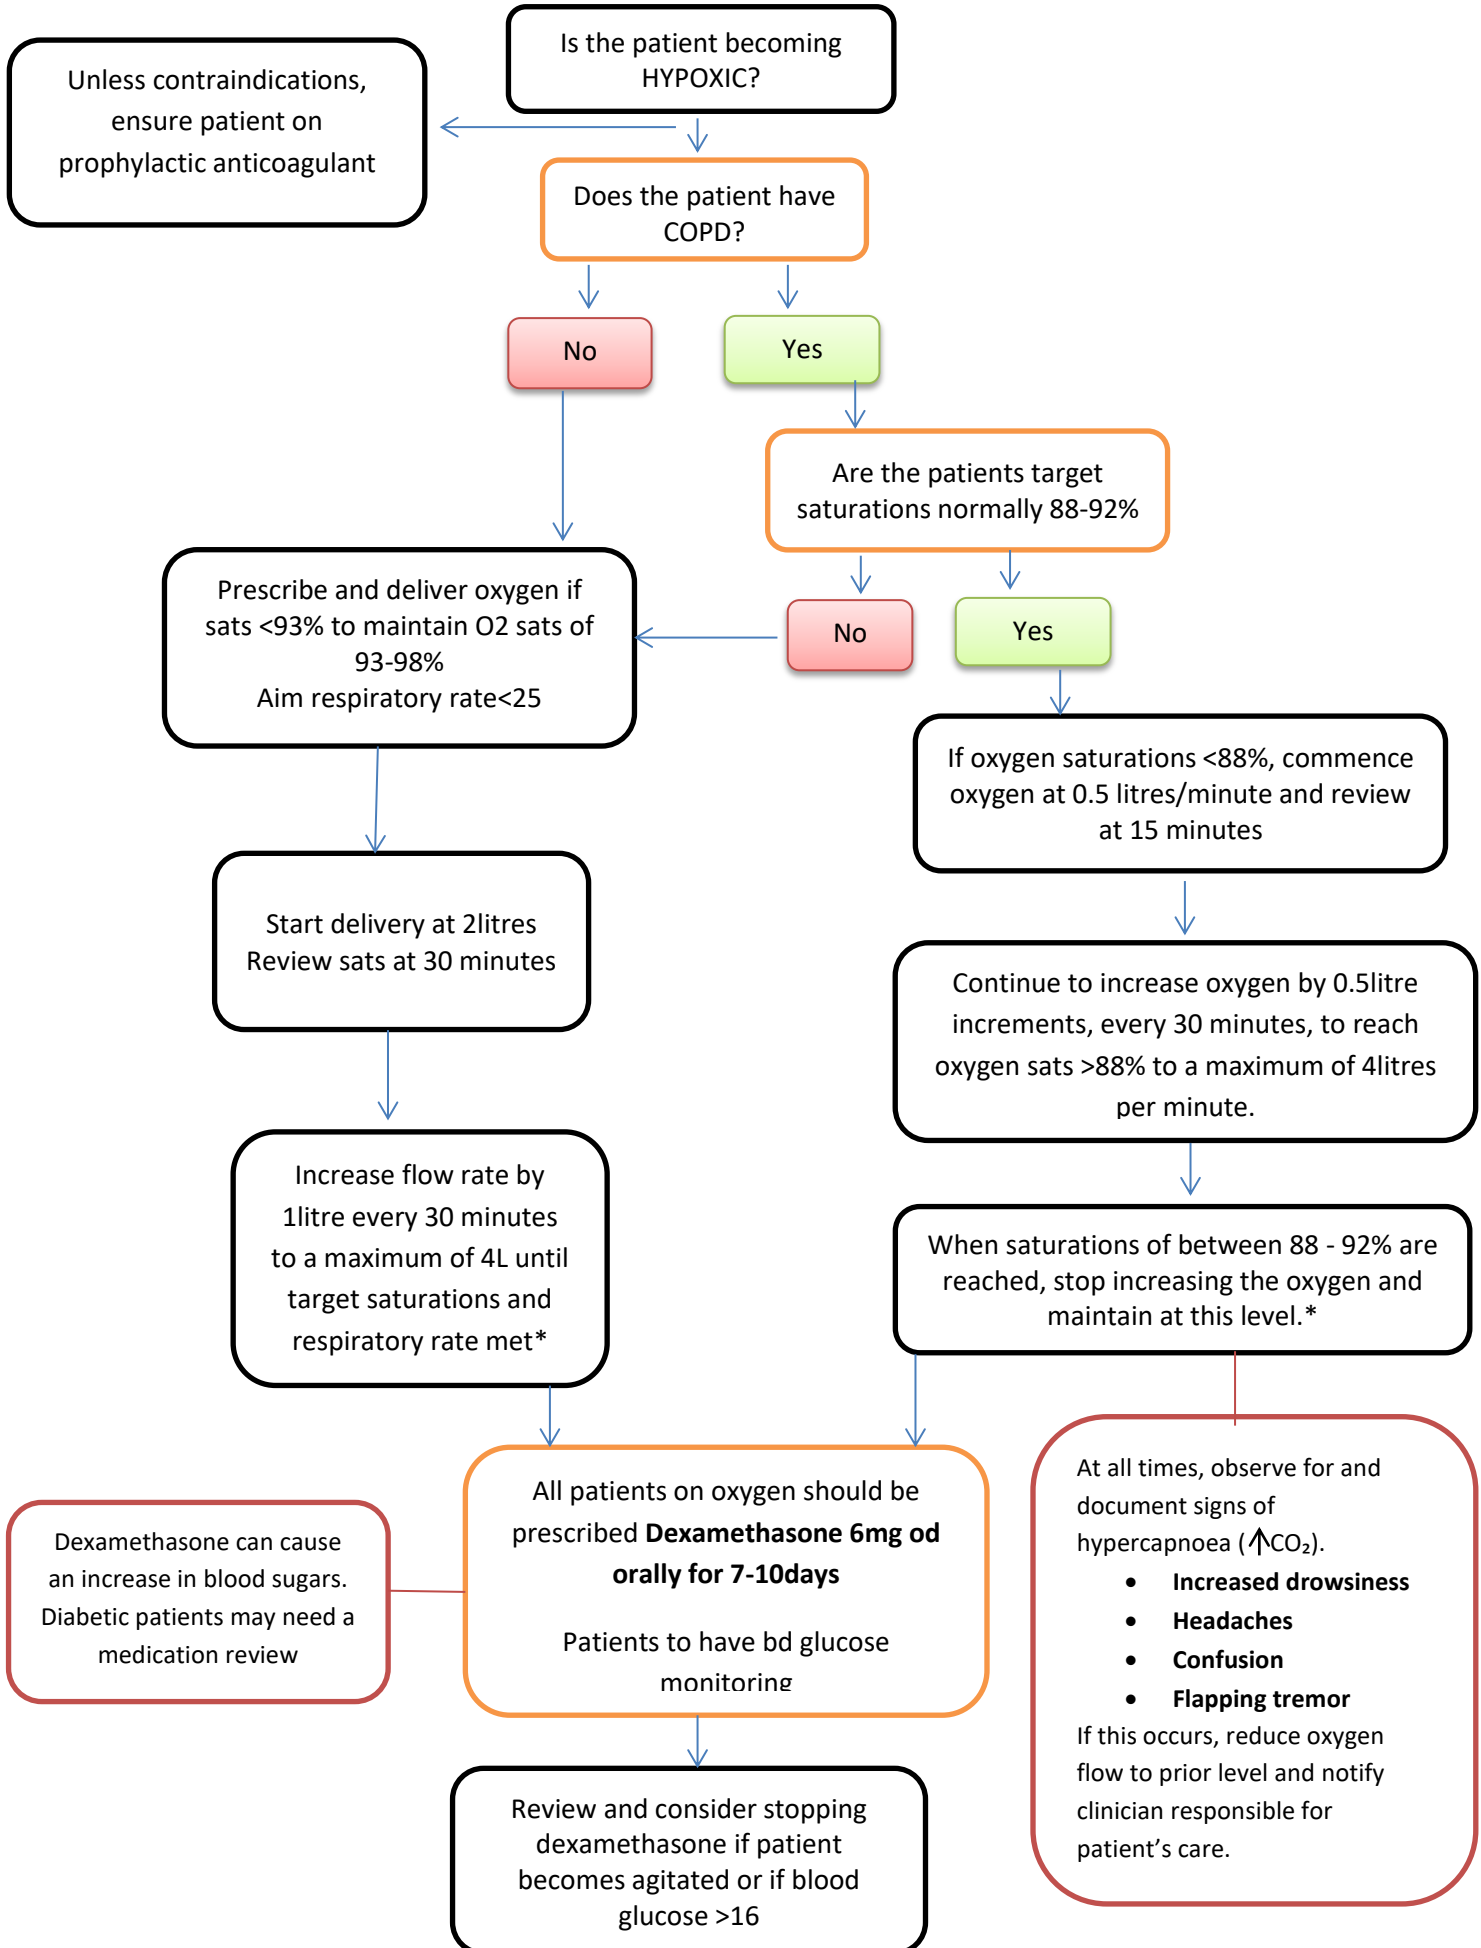 Is the patient becoming
HYPOXIC?
Unless contraindications,
ensure patient on
prophylactic anticoagulant
Does the patient have
COPD?
No
Yes
Are the patients target
saturations normally 88-92%
No
Yes
Prescribe and deliver oxygen if
sats <93% to maintain O2 sats of
93-98%
Aim respiratory rate<25
If oxygen saturations <88%, commence
oxygen at 0.5 litres/minute and review
at 15 minutes
Start delivery at 2litres
Review sats at 30 minutes
Continue to increase oxygen by 0.5litre
increments, every 30 minutes, to reach
oxygen sats >88% to a maximum of 4litres
per minute.
Increase flow rate by
1litre every 30 minutes
to a maximum of 4L until
target saturations and
respiratory rate met*
When saturations of between 88 - 92% are
reached, stop increasing the oxygen and
maintain at this level.*
All patients on oxygen should be
prescribed Dexamethasone 6mg od
orally for 7-10days
Patients to have bd glucose
monitoring
Dexamethasone can cause
an increase in blood sugars.
Diabetic patients may need a
medication review
At all times, observe for and
document signs of
hypercapnoea (↑CO₂).
• Increased drowsiness
• Headaches
• Confusion
• Flapping tremor
If this occurs, reduce oxygen
flow to prior level and notify
clinician responsible for
patient's care.
Review and consider stopping
dexamethasone if patient
becomes agitated or if blood
glucose >16